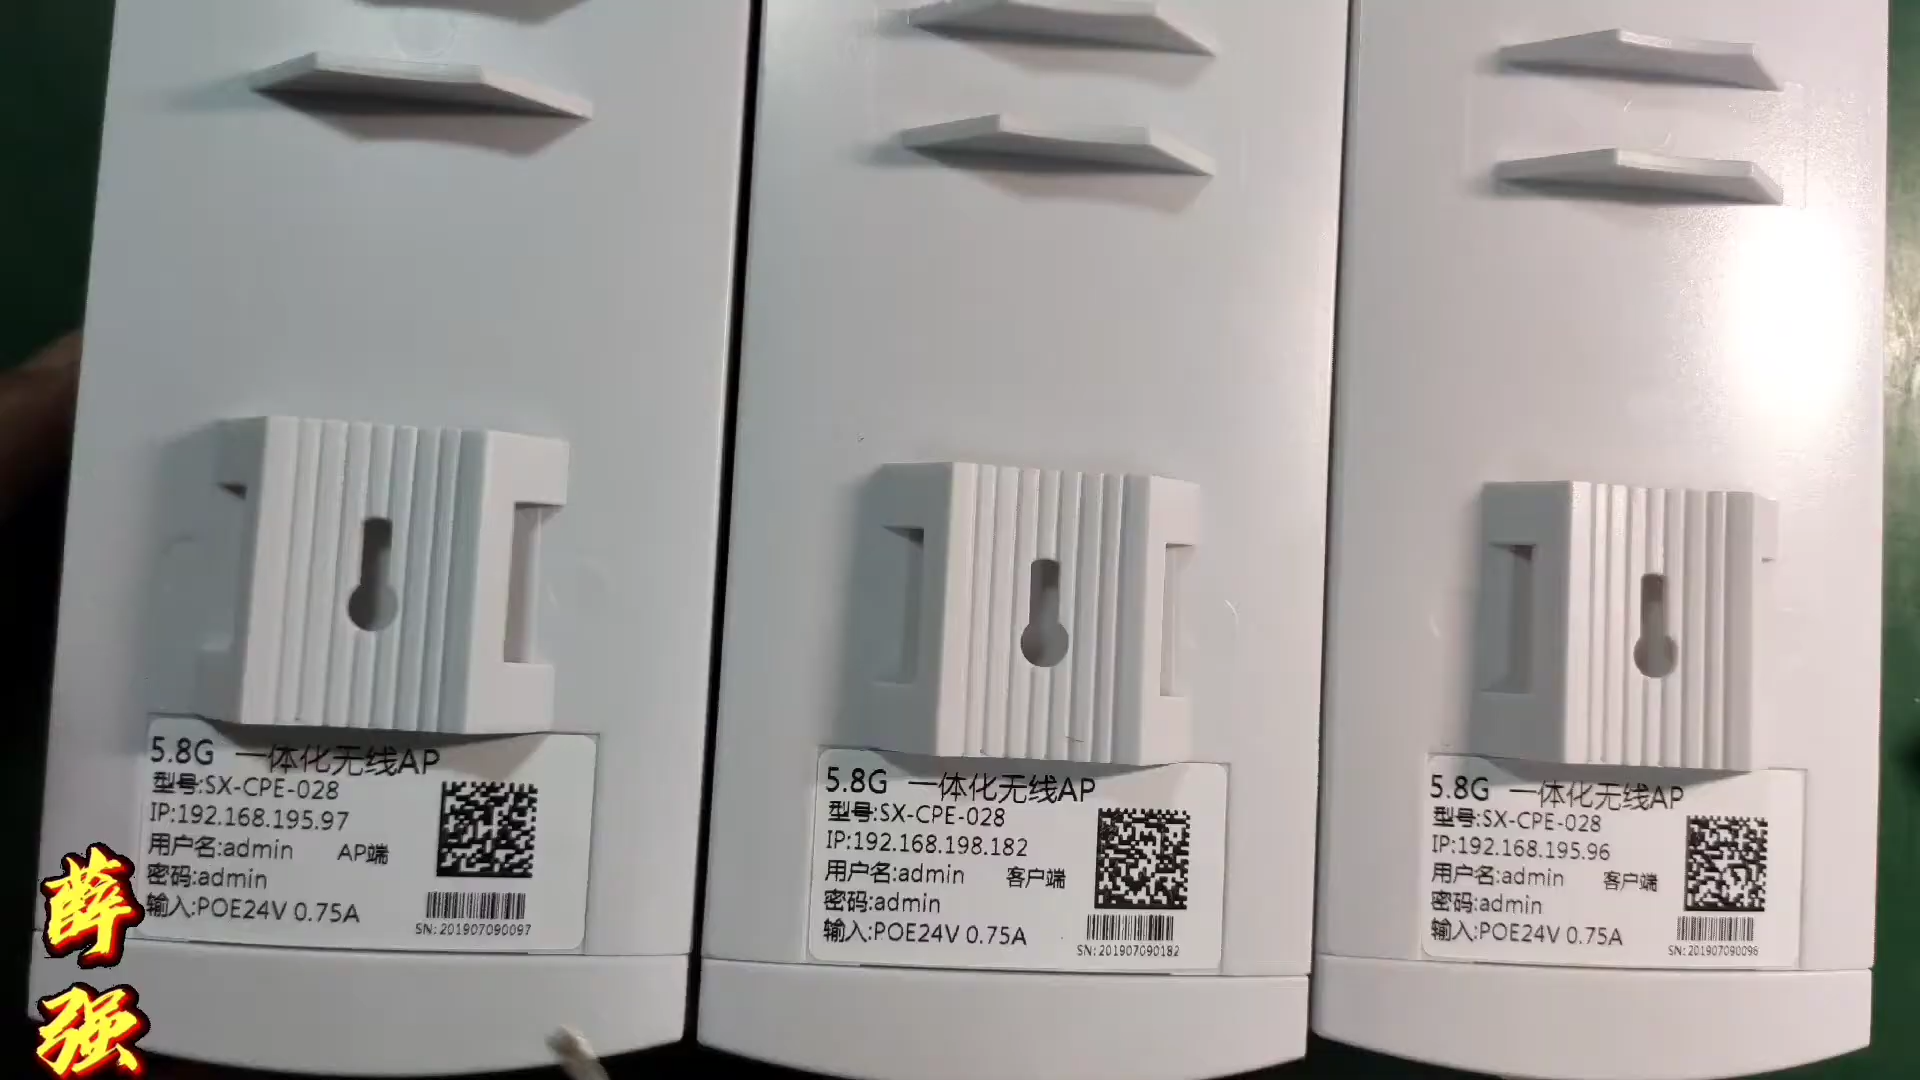 5.8G 一体化无线AP
型号:SX-CPE-028
IP:192.168.195.97
用户名:admin AP端
密码:admin
输入:POE24V 0.75A
SN: 201907090097
5.8G 一体化无线AP
型号:SX-CPE-028
IP:192.168.198.182
用户名:admin 客户端
密码:admin
输入:POE24V 0.75A
SN: 201907090182
5.8G 一体化无线AP
型号:SX-CPE-028
IP:192.168.195.96
用户名:admin 客户端
密码:admin
输入:POE24V 0.75A
SN: 201907090096
薛
强